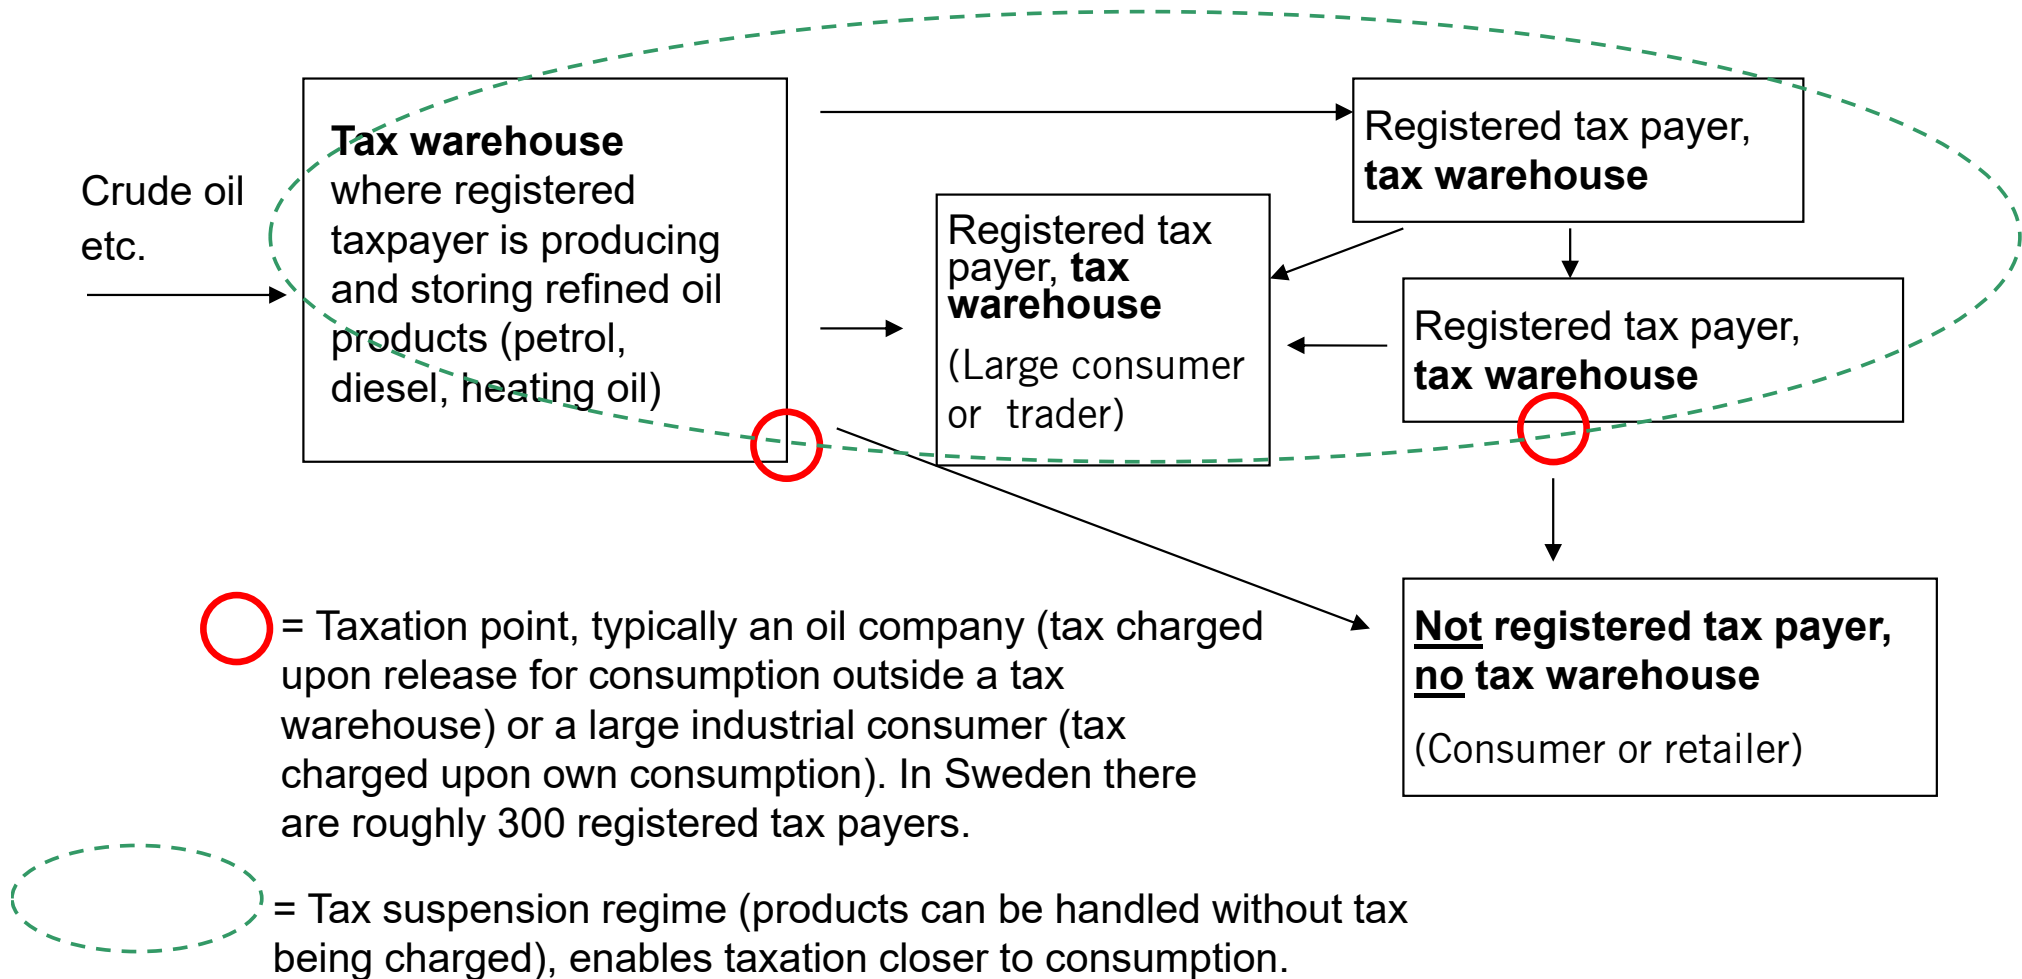 Crude oil
etc.
Tax warehouse
where registered
taxpayer is producing
and storing refined oil
products (petrol,
diesel, heating oil)
Registered tax
payer, tax
warehouse
(Large consumer
or trader)
Registered tax payer,
tax warehouse
Registered tax payer,
tax warehouse
Not registered tax payer,
no tax warehouse
(Consumer or retailer)
= Taxation point, typically an oil company (tax charged
upon release for consumption outside a tax
warehouse) or a large industrial consumer (tax
charged upon own consumption). In Sweden there
are roughly 300 registered tax payers.
= Tax suspension regime (products can be handled without tax
being charged), enables taxation closer to consumption.